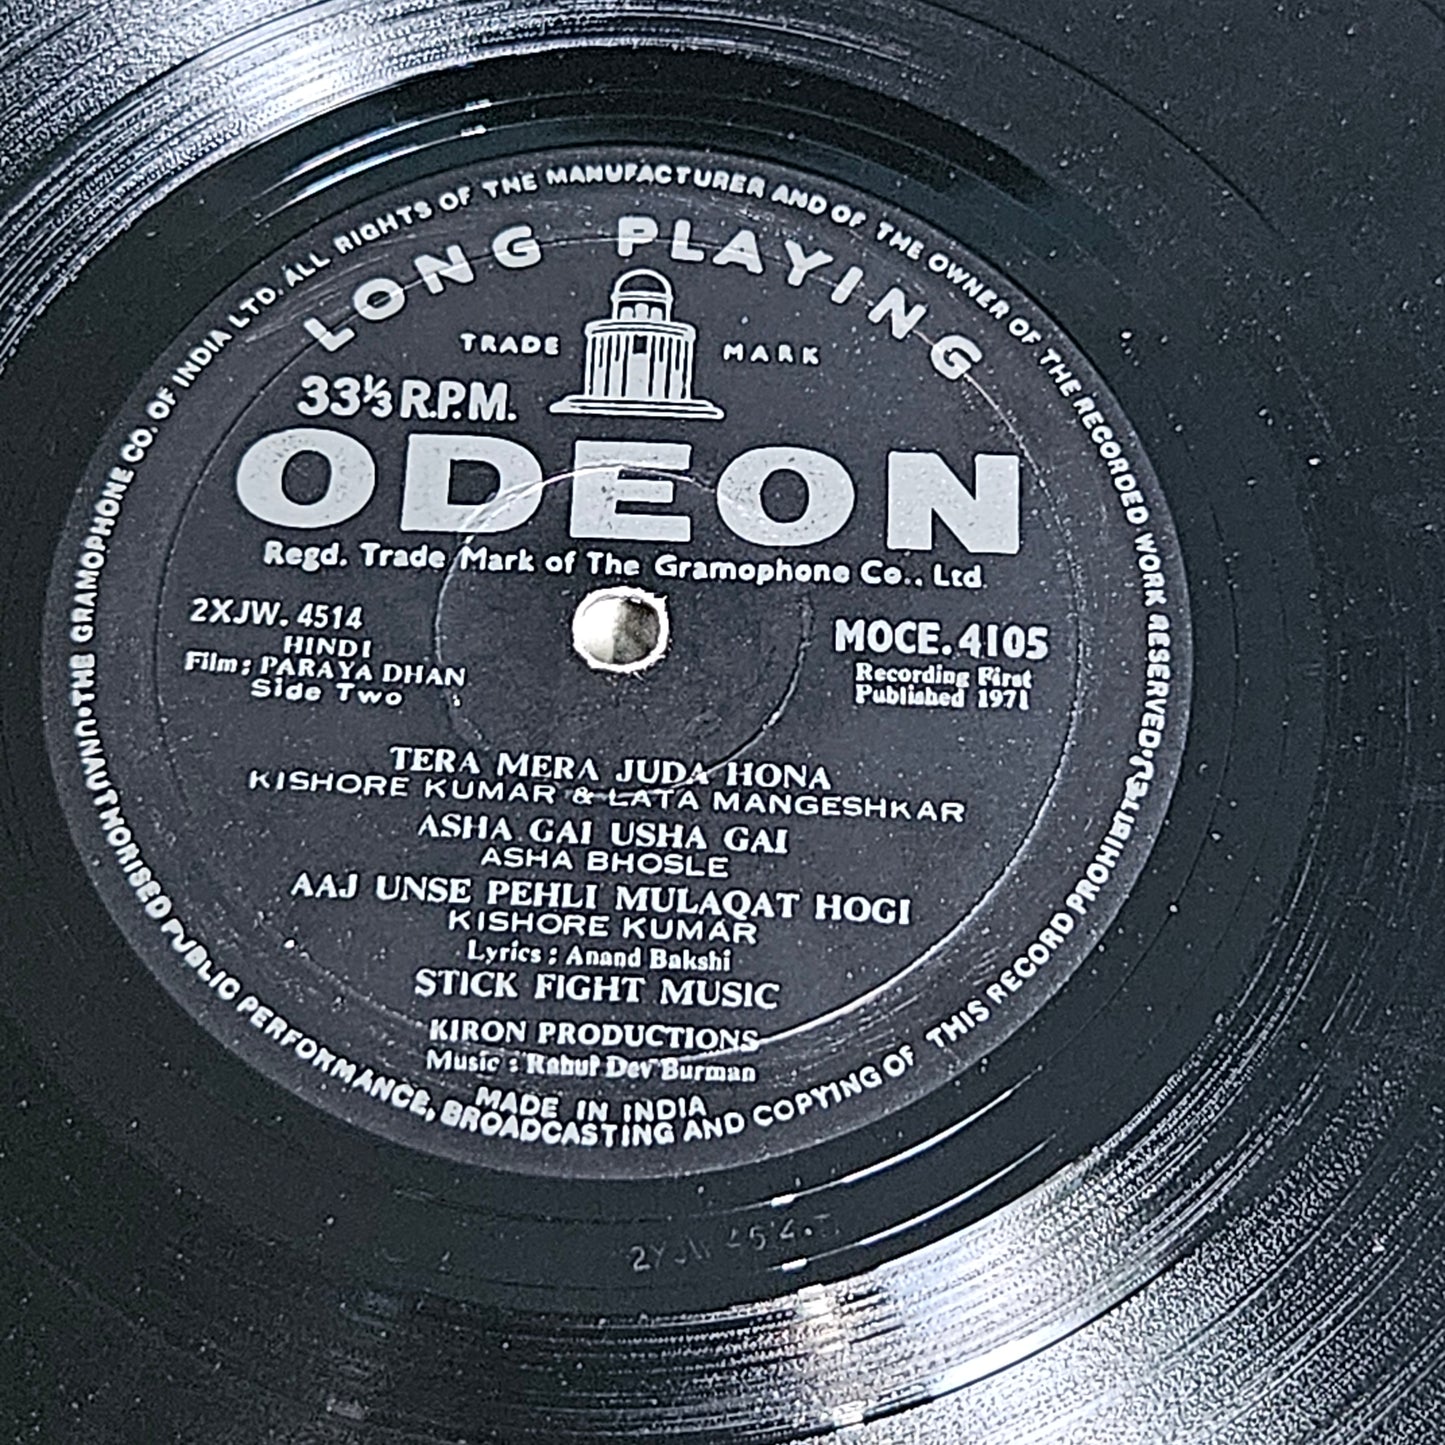 THE GRAMOPHONE CO. OF INDIA LTD. ALL RIGHTS OF THE MANUFACTURER AND OF THE OWNER OF THE RECORDED WORK RESERVED
UNAUTHORISED PUBLIC PERFORMANCE, BROADCASTING AND COPYING OF THIS RECORD PROHIBITED
LONG PLAYING
TRADE MARK
33⅓ R.P.M.
ODEON
Regd. Trade Mark of The Gramophone Co., Ltd
2XJW. 4514
HINDI
Film: PARAYA DHAN
Side Two
MOCE. 4105
Recording First
Published 1971
TERA MERA JUDA HONA
KISHORE KUMAR & LATA MANGESHKAR
ASHA GAI USHA GAI
ASHA BHOSLE
AAJ UNSE PEHLI MULAQAT HOGI
KISHORE KUMAR
Lyrics : Anand Bakshi
STICK FIGHT MUSIC
KIRON PRODUCTIONS
Music : Rahul Dev Burman
MADE IN INDIA